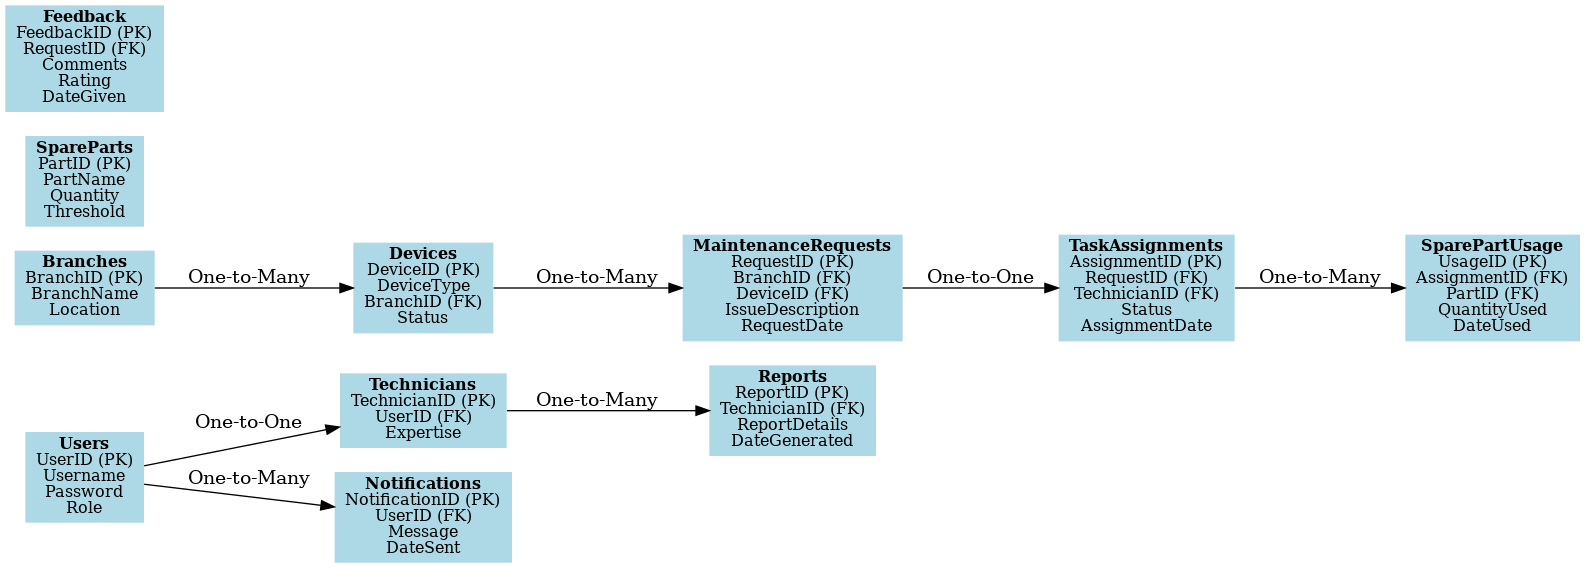 Feedback
FeedbackID (PK)
RequestID (FK)
Comments
Rating
DateGiven
SpareParts
PartID (PK)
PartName
Quantity
Threshold
Branches
BranchID (PK)
BranchName
Location
One-to-Many
Devices
DeviceID (PK)
DeviceType
BranchID (FK)
Status
One-to-Many
MaintenanceRequests
RequestID (PK)
BranchID (FK)
DeviceID (FK)
IssueDescription
RequestDate
One-to-One
TaskAssignments
AssignmentID (PK)
RequestID (FK)
TechnicianID (FK)
Status
AssignmentDate
One-to-Many
SparePartUsage
UsageID (PK)
AssignmentID (FK)
PartID (FK)
QuantityUsed
DateUsed
Users
UserID (PK)
Username
Password
Role
One-to-One
Technicians
TechnicianID (PK)
UserID (FK)
Expertise
One-to-Many
Reports
ReportID (PK)
TechnicianID (FK)
ReportDetails
DateGenerated
One-to-Many
Notifications
NotificationID (PK)
UserID (FK)
Message
DateSent